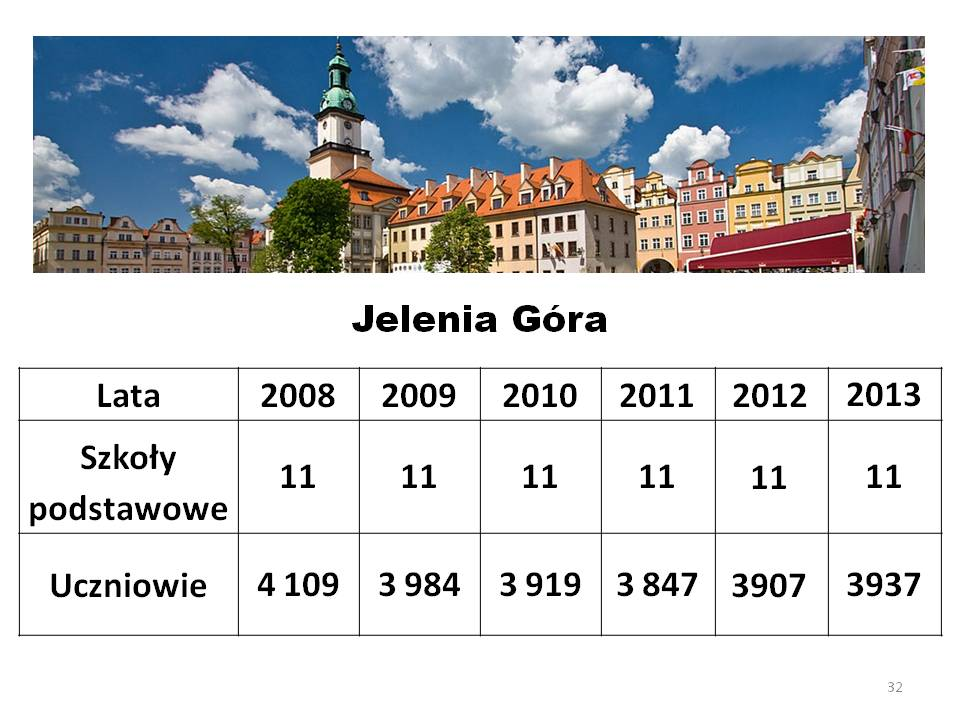 Jelenia Góra
Lata 2008 2009 2010 2011 2012 2013
Szkoły podstawowe 11 11 11 11 11 11
Uczniowie 4 109 3 984 3 919 3 847 3907 3937
32